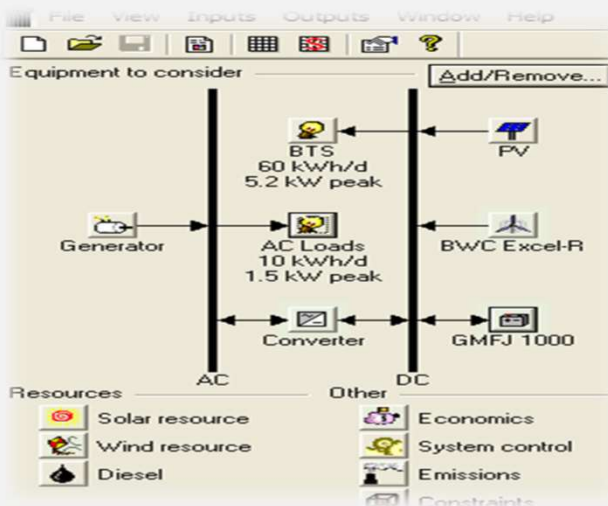 File View Inputs Outputs Window Help
Equipment to consider Add/Remove...
BTS
60 kWh/d
5.2 kW peak
PV
Generator
AC Loads
10 kWh/d
1.5 kW peak
BWC Excel-R
Converter
GMFJ 1000
AC DC
Resources Other
Solar resource Economics
Wind resource System control
Diesel Emissions
Constraints